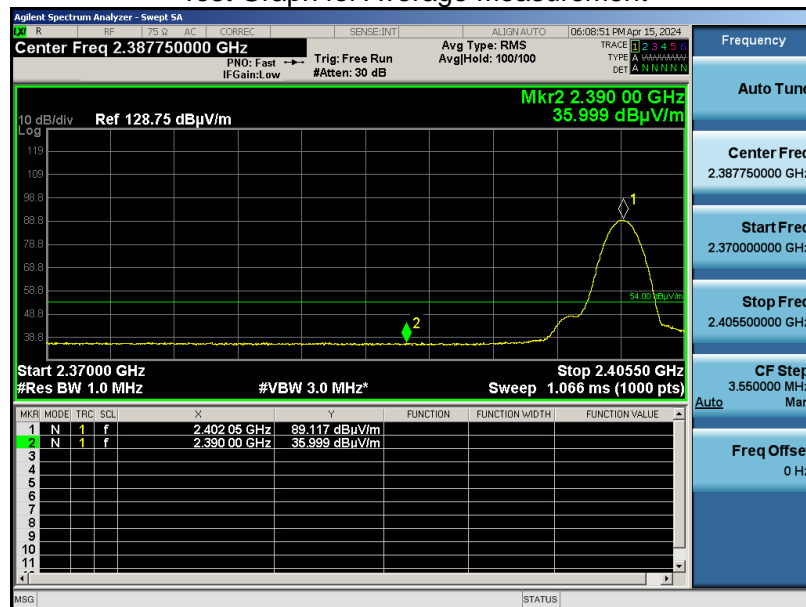 Test Graph for Average Measurement
Agilent Spectrum Analyzer - Swept SA
LXI R RF 75 Ω AC CORREC SENSE:INT ALIGN AUTO 06:08:51 PM Apr 15, 2024
Center Freq 2.387750000 GHz
PNO: Fast
IFGain:Low
Trig: Free Run
#Atten: 30 dB
Avg Type: RMS
Avg|Hold: 100/100
TRACE 1 2 3 4 5 6
TYPE A WWWWW
DET A N N N N N
Mkr2 2.390 00 GHz
35.999 dBµV/m
10 dB/div Ref 128.75 dBµV/m
Log
119
109
98.8
88.8
78.8
68.8
58.8
48.8
38.8
1
2
54.00 dBµV/m
Start 2.37000 GHz Stop 2.40550 GHz
#Res BW 1.0 MHz #VBW 3.0 MHz* Sweep 1.066 ms (1000 pts)
MKR MODE TRC SCL X Y FUNCTION FUNCTION WIDTH FUNCTION VALUE
1 N 1 f 2.402 05 GHz 89.117 dBµV/m
2 N 1 f 2.390 00 GHz 35.999 dBµV/m
3
4
5
6
7
8
9
10
11
MSG STATUS
Frequency
Auto Tune
Center Freq
2.387750000 GHz
Start Freq
2.370000000 GHz
Stop Freq
2.405500000 GHz
CF Step
3.550000 MHz
Auto Man
Freq Offset
0 Hz